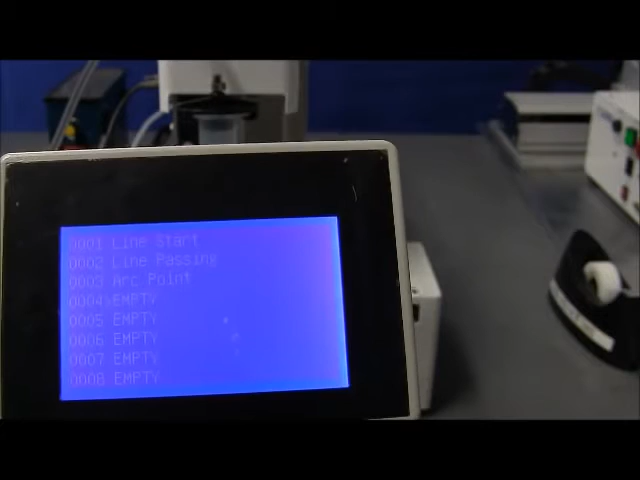 0001 Line Start
0002 Line Passing
0003 Arc Point
0004 EMPTY
0005 EMPTY
0006 EMPTY
0007 EMPTY
0008 EMPTY